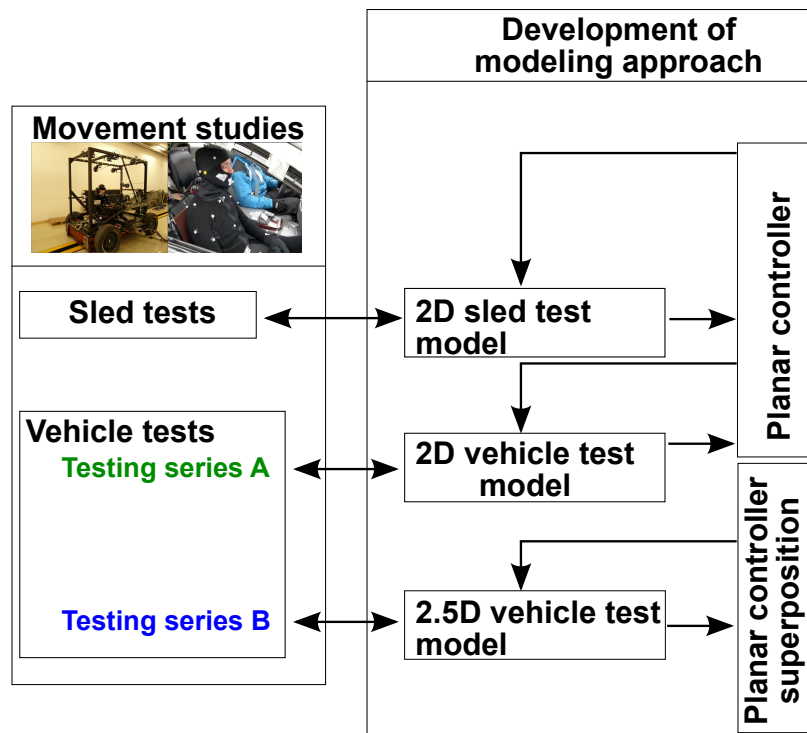 Development of
modeling approach
Movement studies
Sled tests
2D sled test
model
Planar controller
Vehicle tests
Testing series A
2D vehicle test
model
Testing series B
2.5D vehicle test
model
Planar controller
superposition